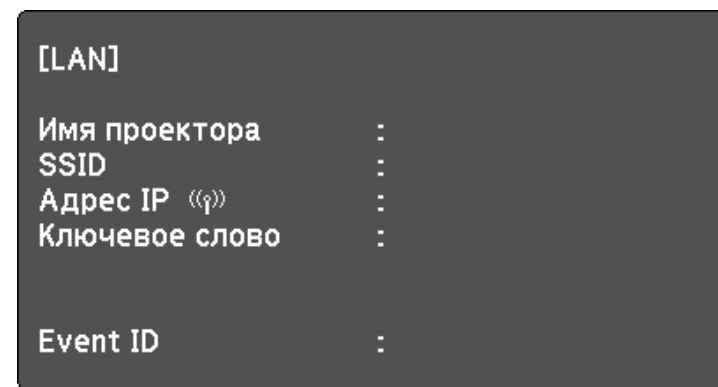 [LAN]
Имя проектора :
SSID :
Адрес IP :
Ключевое слово :
Event ID :